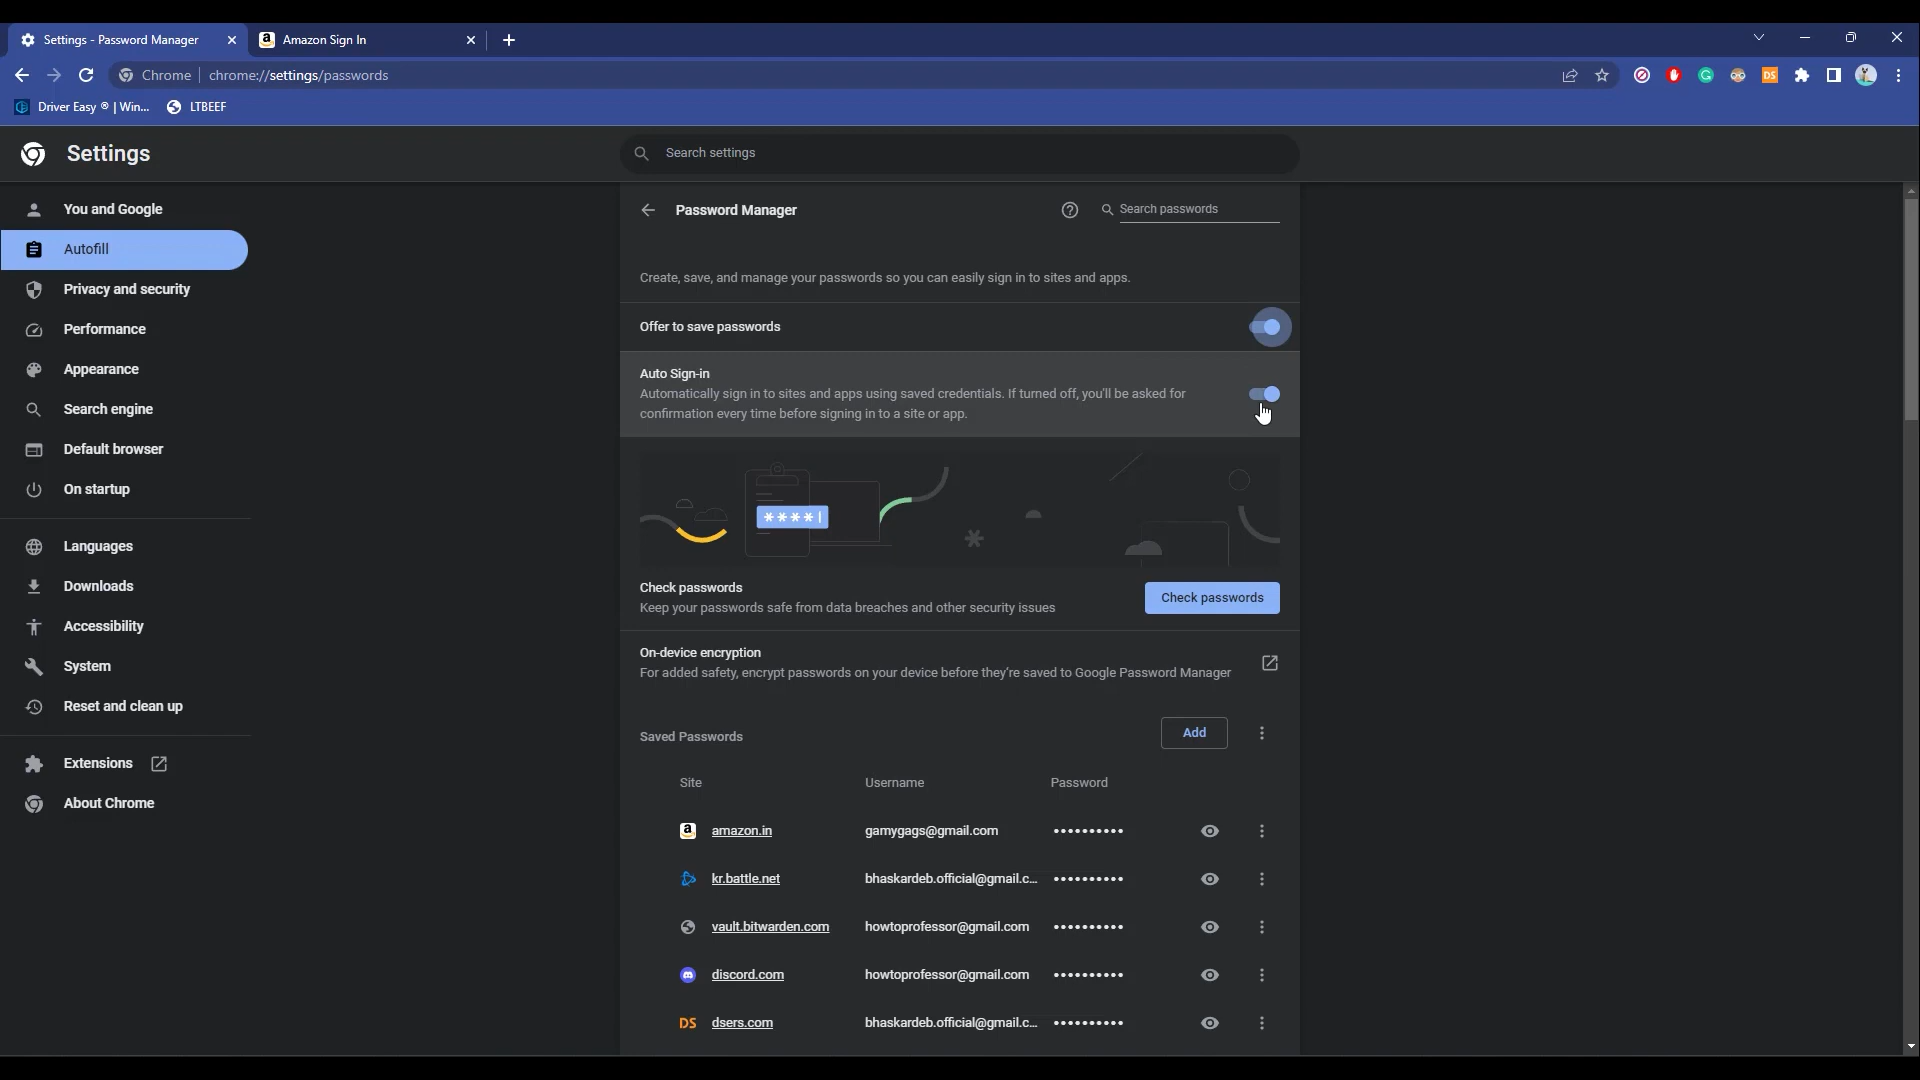 Settings - Password Manager
Amazon Sign In
Chrome | chrome://settings/passwords
Driver Easy ® | Win...
LTBEEF
Settings
Search settings
You and Google
Autofill
Privacy and security
Performance
Appearance
Search engine
Default browser
On startup
Languages
Downloads
Accessibility
System
Reset and clean up
Extensions
About Chrome
Password Manager
Search passwords
Create, save, and manage your passwords so you can easily sign in to sites and apps.
Offer to save passwords
Auto Sign-in
Automatically sign in to sites and apps using saved credentials. If turned off, you'll be asked for
confirmation every time before signing in to a site or app.
****|
Check passwords
Keep your passwords safe from data breaches and other security issues
Check passwords
On-device encryption
For added safety, encrypt passwords on your device before they're saved to Google Password Manager
Saved Passwords
Add
Site Username Password
amazon.in gamygags@gmail.com ••••••••••
kr.battle.net bhaskardeb.official@gmail.c... ••••••••••
vault.bitwarden.com howtoprofessor@gmail.com ••••••••••
discord.com howtoprofessor@gmail.com ••••••••••
DS dsers.com bhaskardeb.official@gmail.c... ••••••••••